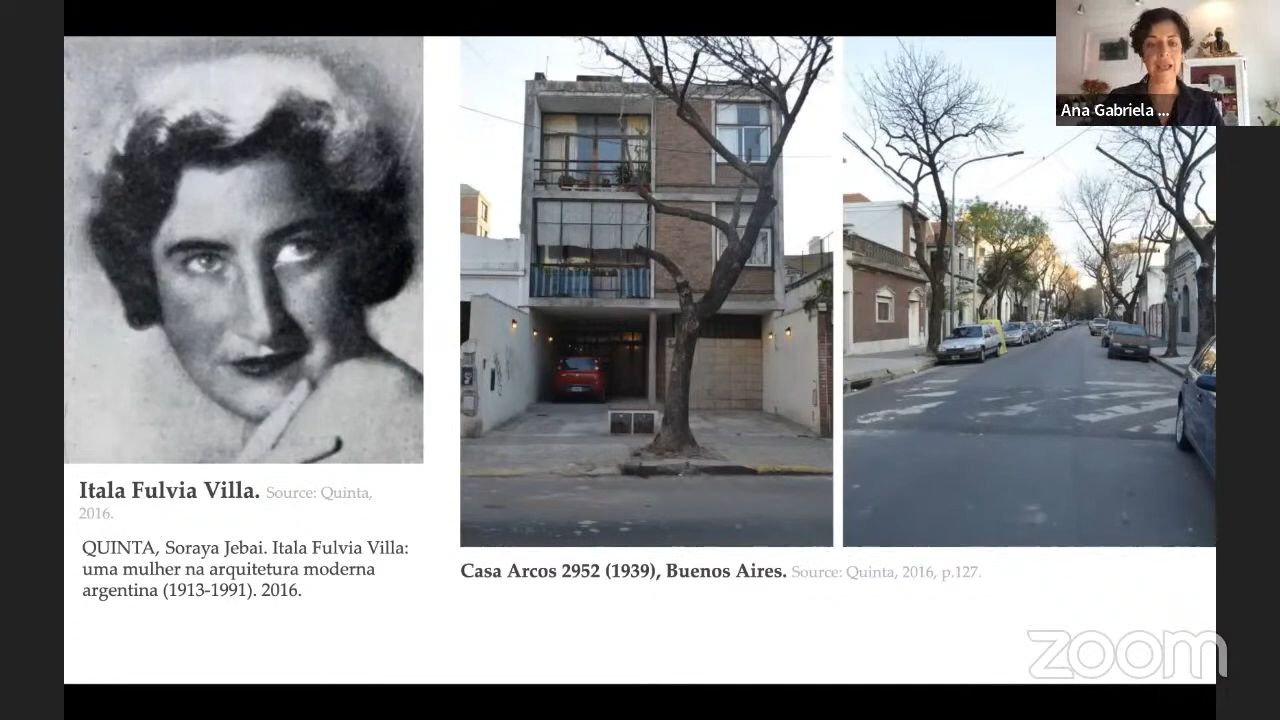 Ana Gabriela ...
Itala Fulvia Villa. Source: Quinta,
2016.
QUINTA, Soraya Jebai. Itala Fulvia Villa:
uma mulher na arquitetura moderna
argentina (1913-1991). 2016.
Casa Arcos 2952 (1939), Buenos Aires. Source: Quinta, 2016, p.127.
zoom